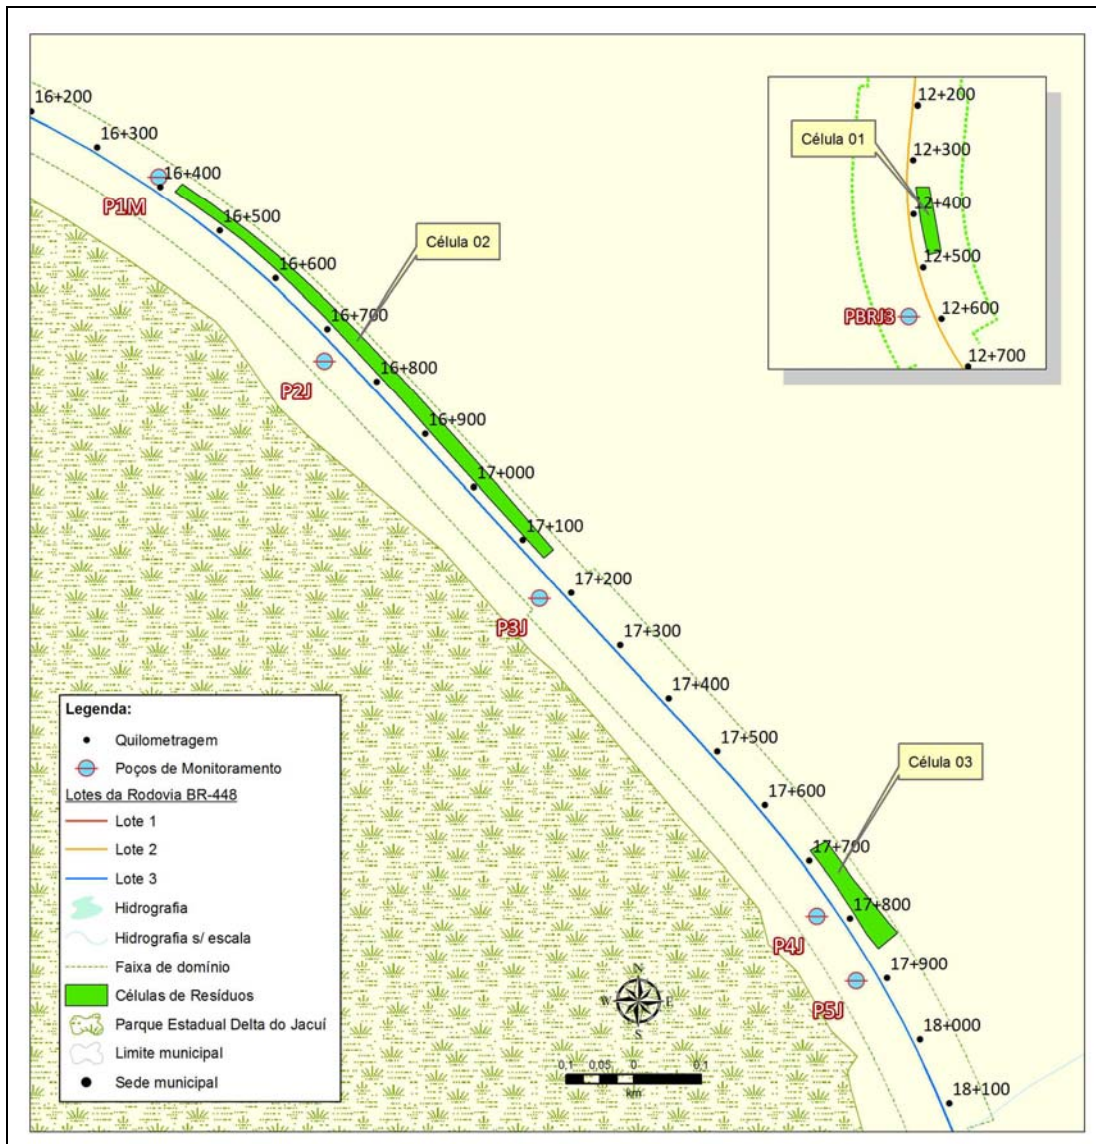 16+200
16+300
16+400
P1M
16+500
Célula 02
16+600
16+700
P2J
16+800
16+900
17+000
17+100
17+200
P3J
17+300
17+400
17+500
17+600
Célula 03
17+700
17+800
P4J
17+900
P5J
18+000
18+100
12+200
Célula 01
12+300
12+400
12+500
PBRJ3
12+600
12+700
Legenda:
Quilometragem
Poços de Monitoramento
Lotes da Rodovia BR-448
Lote 1
Lote 2
Lote 3
Hidrografia
Hidrografia s/ escala
Faixa de domínio
Células de Resíduos
Parque Estadual Delta do Jacuí
Limite municipal
Sede municipal
N
W E
S
0,1 0,05 0 0,1
km